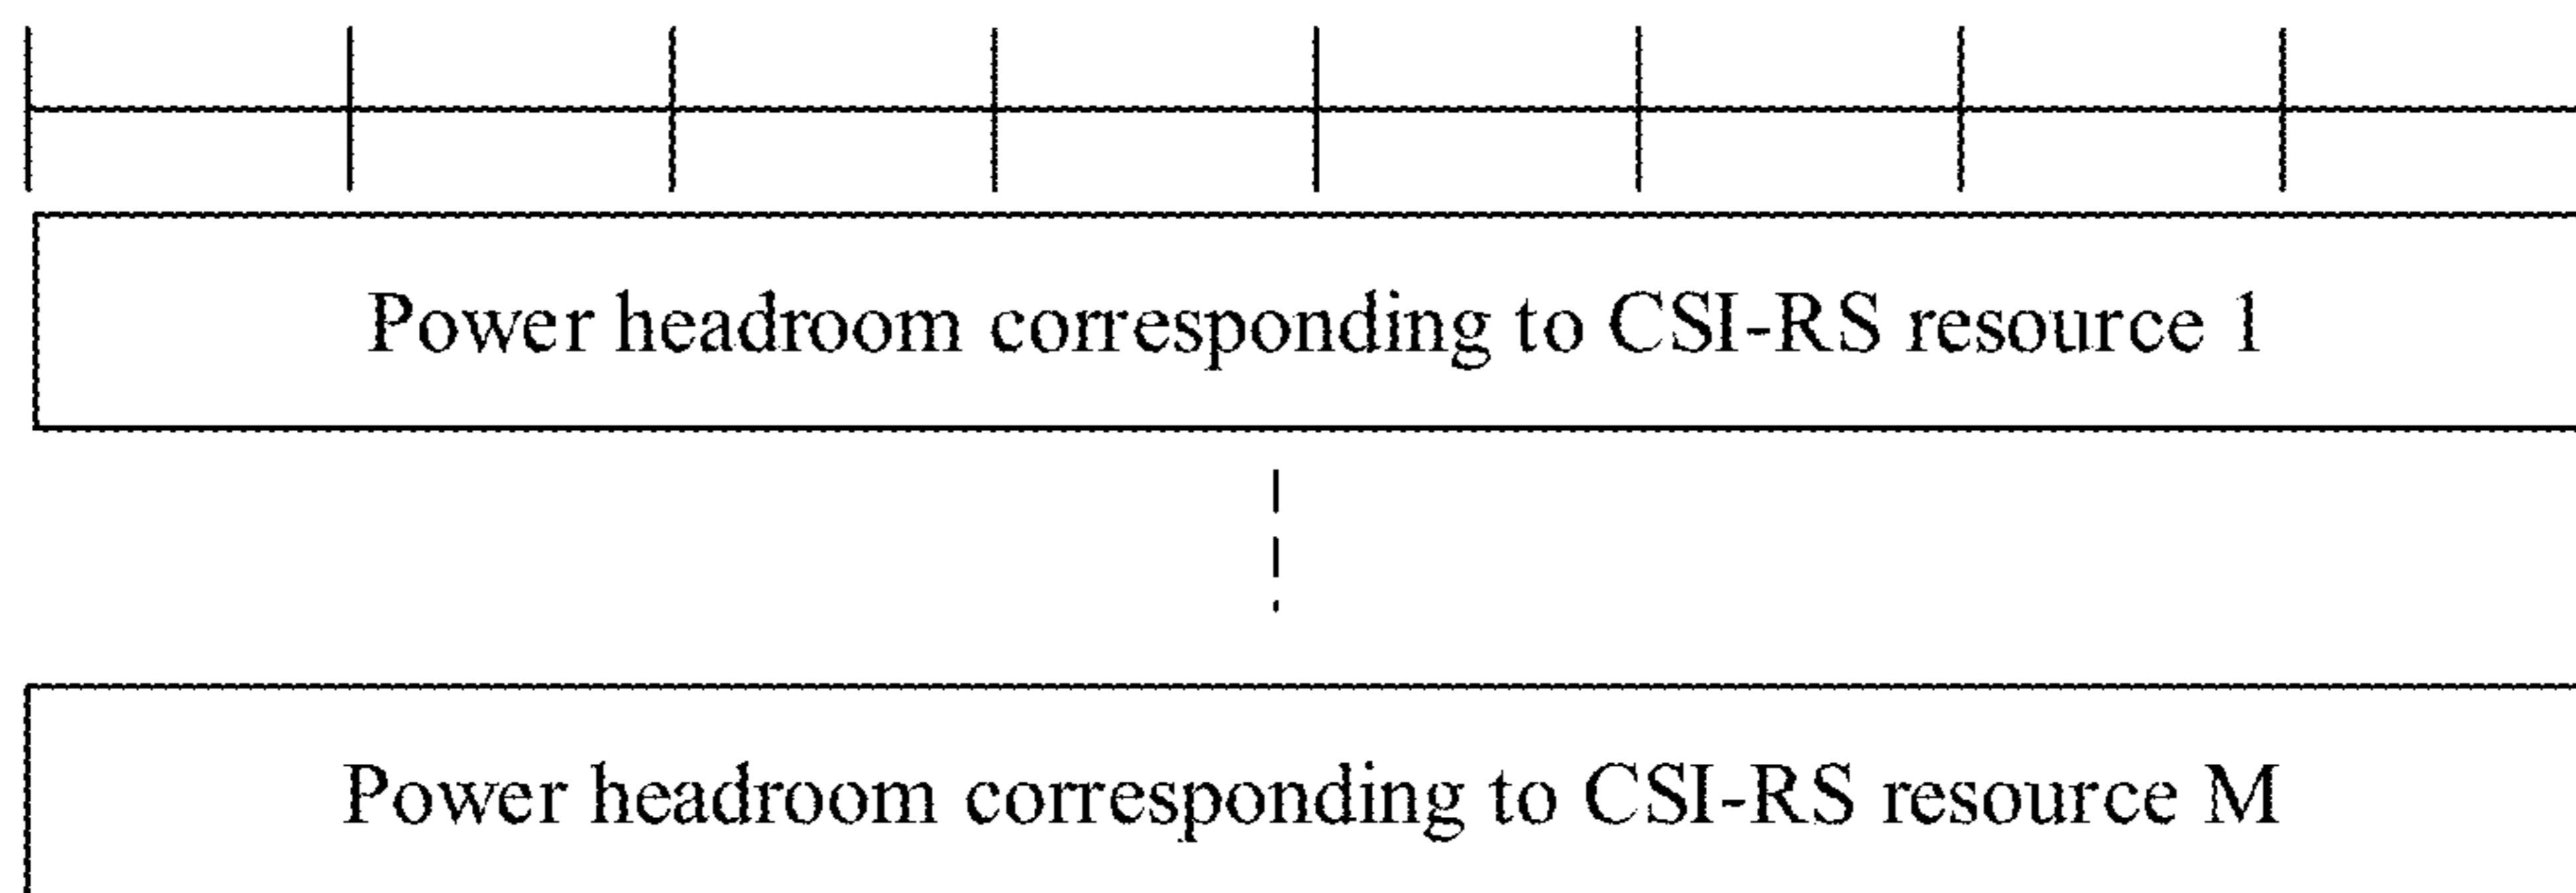 Power headroom corresponding to CSI-RS resource 1
Power headroom corresponding to CSI-RS resource M